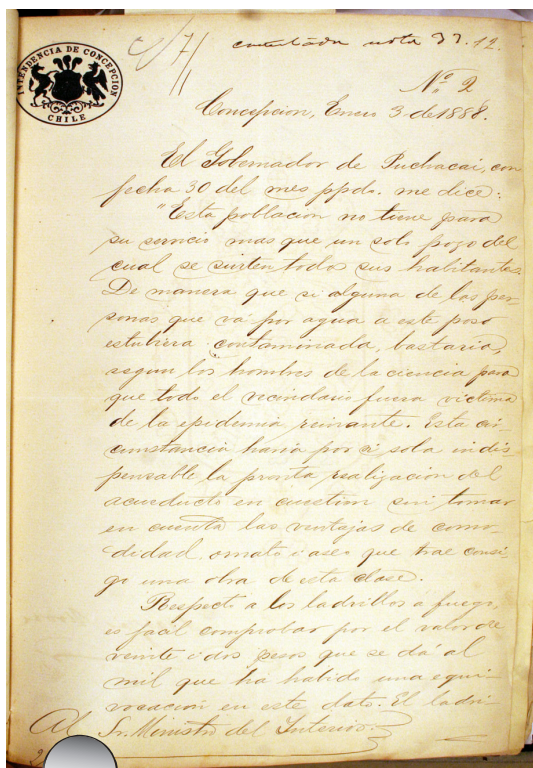 c/ 7/ contestada nota 33.12.
INTENDENCIA DE CONCEPCION
CHILE
Nº 2
Concepcion, Enero 3 de 1888.
El Gobernador de Puchacai, con
fecha 30 del mes ppdo. me dice:
"Esta poblacion no tiene para
su servicio mas que un solo pozo del
cual se surten todos sus habitantes.
De manera que si alguna de las per-
sonas que vá por agua a este poso
estubiera contaminada, bastaria,
segun los hombres de la ciencia para
que todo el vecindario fuera victima
de la epidemia reinante. Esta cir-
cunstancia haria por si sola indis-
pensable la pronta realizacion del
acueducto en cuestion sin tomar
en cuenta las ventajas de como-
didad, ornato i aseo que trae consi-
go una obra de esta clase.
Respecto a los ladrillos a fuego,
es facil comprobar por el valor de
veinte i dos pesos que se dá al
mil que ha habido una equi-
vocacion en este dato. El ladri-
Al Sr. Ministro del Interior.